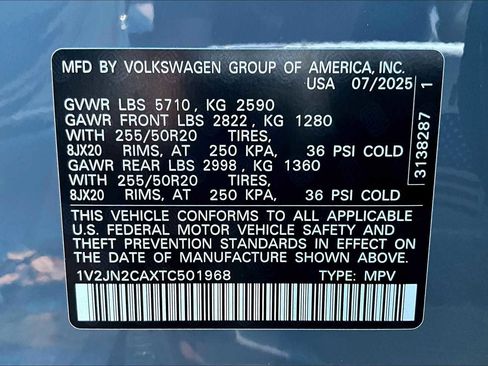 MFD BY VOLKSWAGEN GROUP OF AMERICA, INC.
USA 07/2025
GVWR LBS 5710, KG 2590
GAWR FRONT LBS 2822, KG 1280
WITH 255/50R20 TIRES,
8JX20 RIMS, AT 250 KPA, 36 PSI COLD
GAWR REAR LBS 2998, KG 1360
WITH 255/50R20 TIRES,
8JX20 RIMS, AT 250 KPA, 36 PSI COLD
THIS VEHICLE CONFORMS TO ALL APPLICABLE
U.S. FEDERAL MOTOR VEHICLE SAFETY AND
THEFT PREVENTION STANDARDS IN EFFECT ON
THE DATE OF MANUFACTURE SHOWN ABOVE.
1V2JN2CAXTC501968 TYPE: MPV
3138287 1